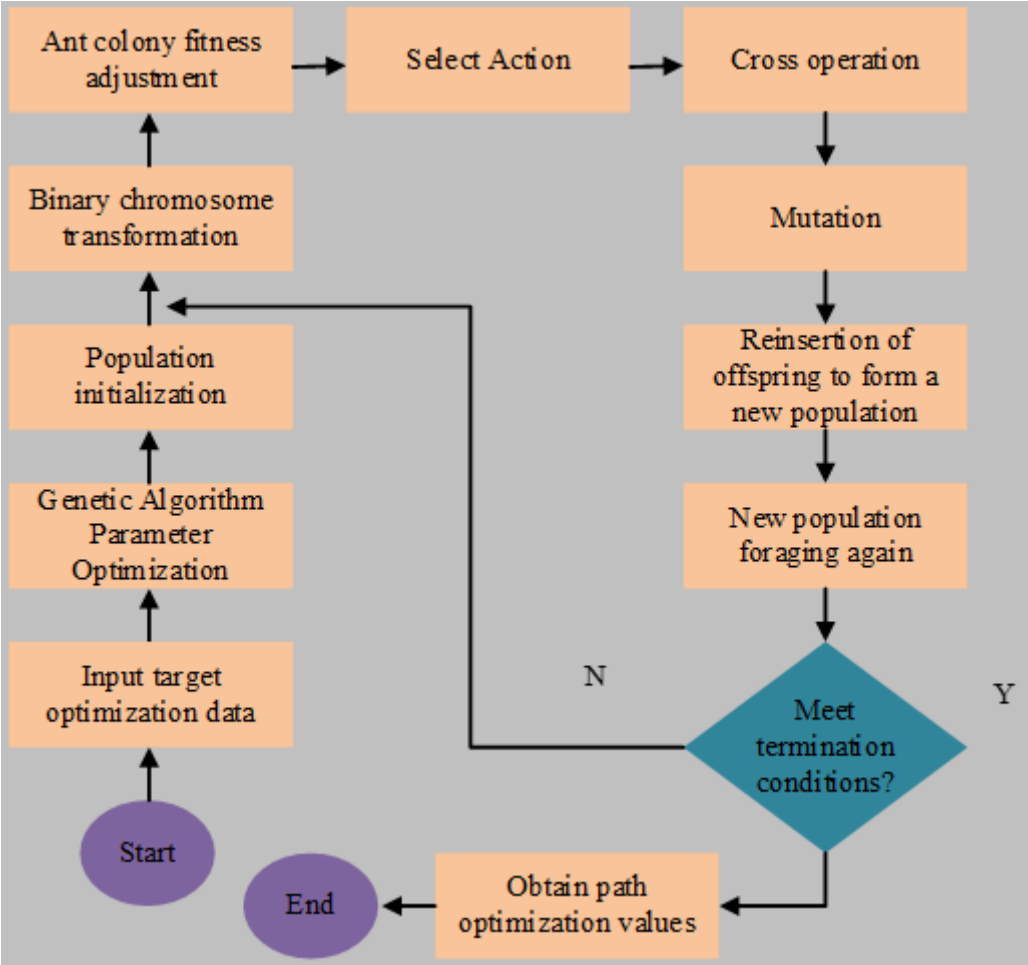 Ant colony fitness
adjustment
Select Action
Cross operation
Binary chromosome
transformation
Mutation
Population
initialization
Reinsertion of
offspring to form a
new population
Genetic Algorithm
Parameter
Optimization
New population
foraging again
Input target
optimization data
N
Y
Meet
termination
conditions?
Start
End
Obtain path
optimization values